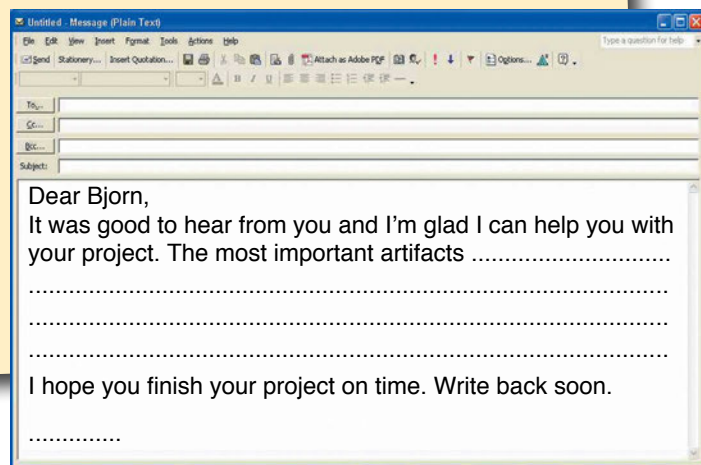 Untitled - Message (Plain Text)
File Edit View Insert Format Tools Actions Help Type a question for help
Send Stationery... Insert Quotation... Attach as Adobe PDF Options...
A B I U
To...
Cc...
Bcc...
Subject:
Dear Bjorn,
It was good to hear from you and I'm glad I can help you with
your project. The most important artifacts ..............................
................................................................................................
................................................................................................
................................................................................................
I hope you finish your project on time. Write back soon.
..............